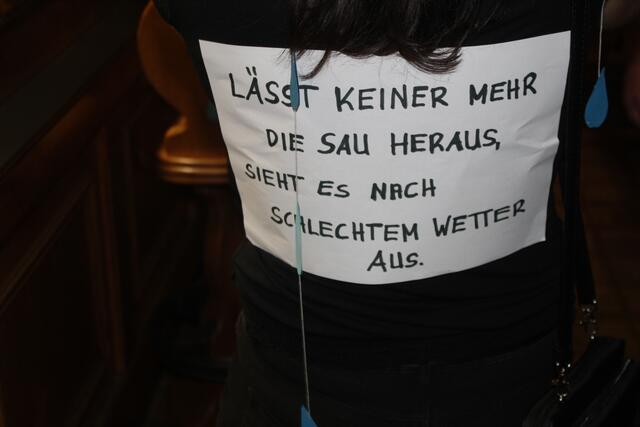 LÄSST KEINER MEHR
DIE SAU HERAUS,
SIEHT ES NACH
SCHLECHTEM WETTER
AUS.